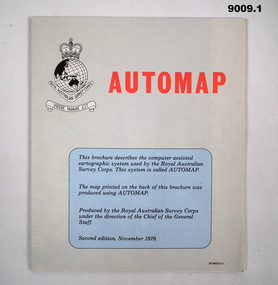 9009.1
AUTOMAP
This brochure describes the computer assisted
cartographic system used by the Royal Australian
Survey Corps. This system is called AUTOMAP.
The map printed on the back of this brochure was
produced using AUTOMAP.
Produced by the Royal Australian Survey Corps
under the direction of the Chief of the General
Staff.
Second edition, November 1979.